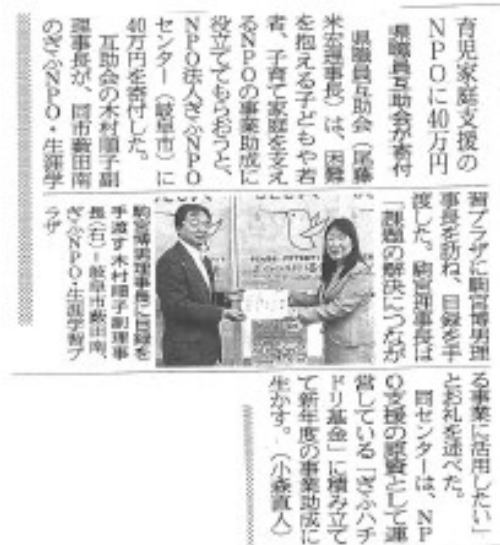 育児家庭支援の
NPOに40万円
県職員互助会が寄付
県職員互助会（尾藤
米宏理事長）は、困難
を抱える子どもや若
者、子育て家庭を支え
るNPOの事業助成に
役立ててもらおうと、
NPO法人ぎふNPO
センター（岐阜市）に
40万円を寄付した。
互助会の木村順子副
理事長が、同市薮田南
のぎふNPO・生涯学
習プラザに駒宮博男理
事長を訪ね、目録を手
渡した。駒宮理事長は
「課題の解決につなが
る事業に活用したい」
とお礼を述べた。
同センターは、NP
O支援の原資として運
営している「ぎふハチ
ドリ基金」に積み立て
て新年度の事業助成に
生かす。（小森直人）
駒宮博男理事長に目録を
手渡す木村順子副理事
長（右）＝岐阜市薮田南、
ぎふNPO・生涯学習プ
ラザ